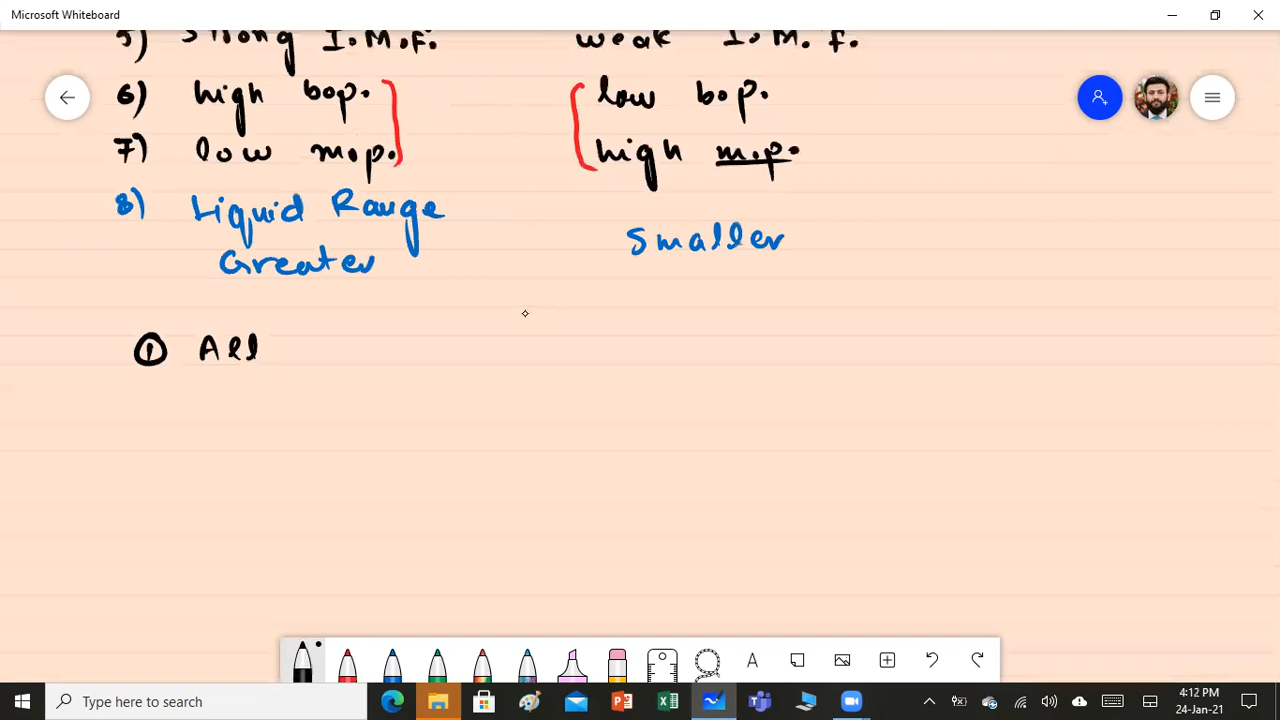 Microsoft Whiteboard
5) Strong I.M.F. weak I.M.F.
6) high b.p. low b.p.
7) low m.p. high m.p.
8) Liquid Range
Greater smaller
① All
A
Type here to search
4:12 PM
24-Jan-21